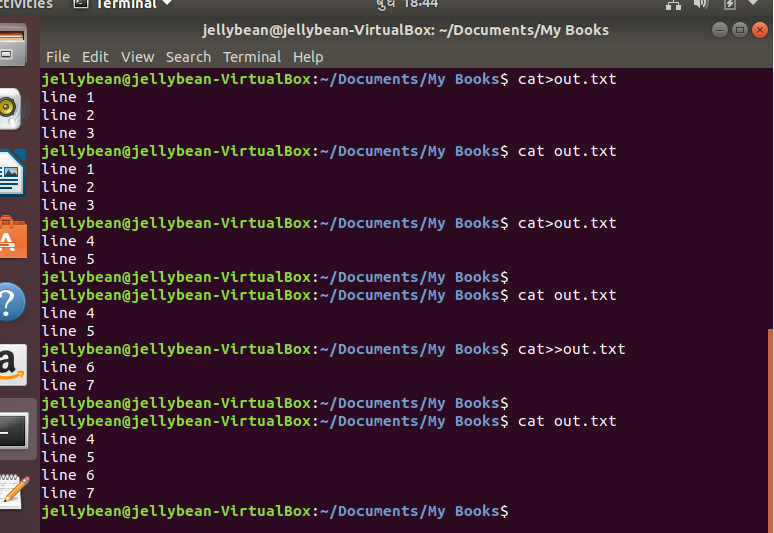 Activities Terminal बुध 18:44
jellybean@jellybean-VirtualBox: ~/Documents/My Books
File Edit View Search Terminal Help
jellybean@jellybean-VirtualBox:~/Documents/My Books$ cat>out.txt
line 1
line 2
line 3
jellybean@jellybean-VirtualBox:~/Documents/My Books$ cat out.txt
line 1
line 2
line 3
jellybean@jellybean-VirtualBox:~/Documents/My Books$ cat>out.txt
line 4
line 5
jellybean@jellybean-VirtualBox:~/Documents/My Books$
jellybean@jellybean-VirtualBox:~/Documents/My Books$ cat out.txt
line 4
line 5
jellybean@jellybean-VirtualBox:~/Documents/My Books$ cat>>out.txt
line 6
line 7
jellybean@jellybean-VirtualBox:~/Documents/My Books$
jellybean@jellybean-VirtualBox:~/Documents/My Books$ cat out.txt
line 4
line 5
line 6
line 7
jellybean@jellybean-VirtualBox:~/Documents/My Books$